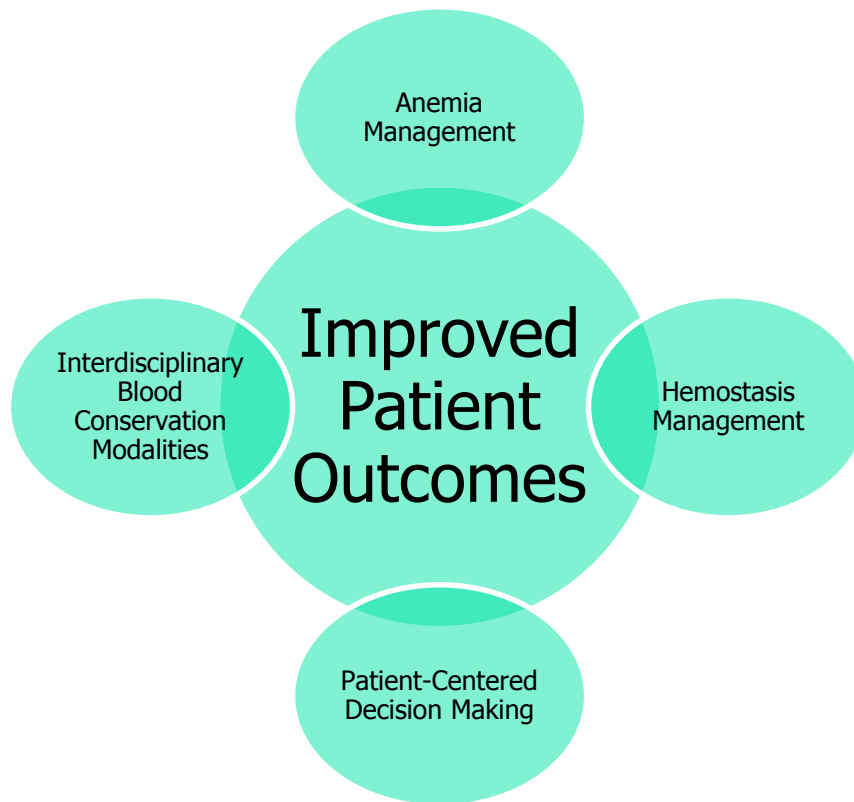 Anemia
Management
Improved
Patient
Outcomes
Interdisciplinary
Blood
Conservation
Modalities
Hemostasis
Management
Patient-Centered
Decision Making